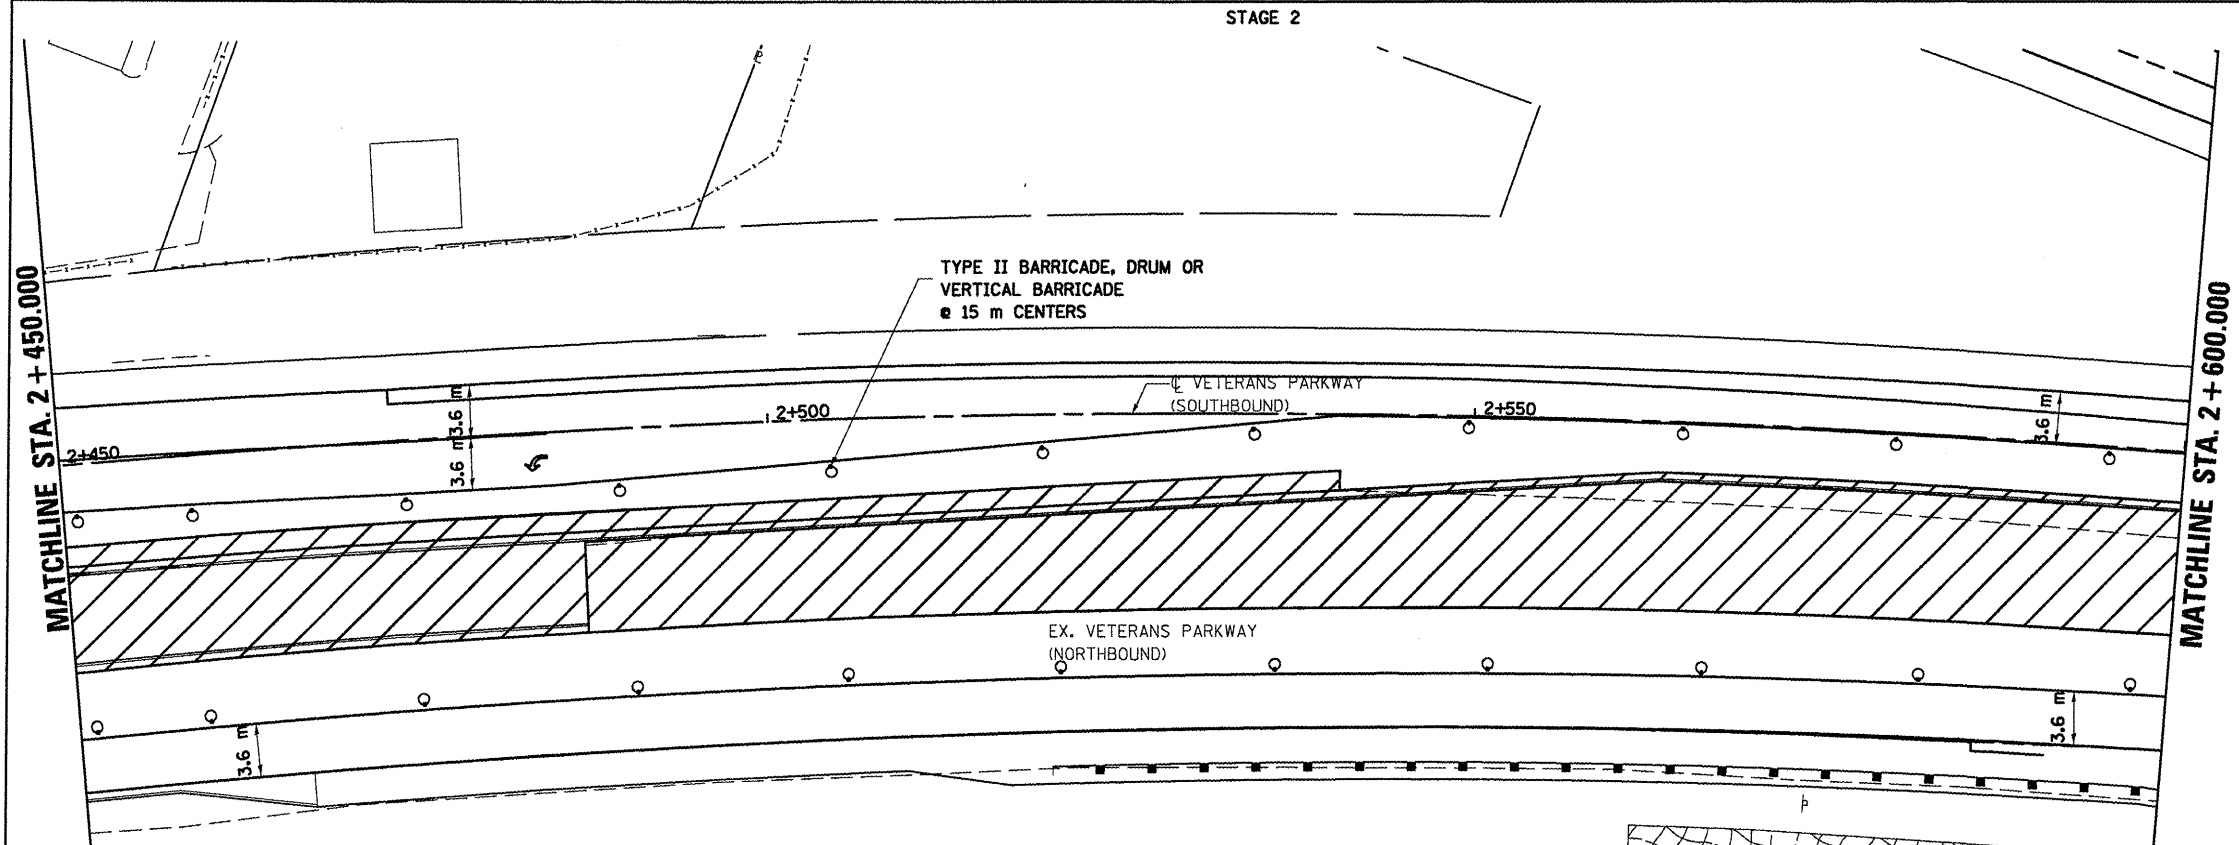 STAGE 2
TYPE II BARRICADE, DRUM OR
VERTICAL BARRICADE
@ 15 m CENTERS
MATCHLINE STA. 2+450.000
MATCHLINE STA. 2+600.000
℄ VETERANS PARKWAY
(SOUTHBOUND)
2+450
2+500
2+550
3.6 m
3.6 m
3.6 m
EX. VETERANS PARKWAY
(NORTHBOUND)
3.6 m
3.6 m